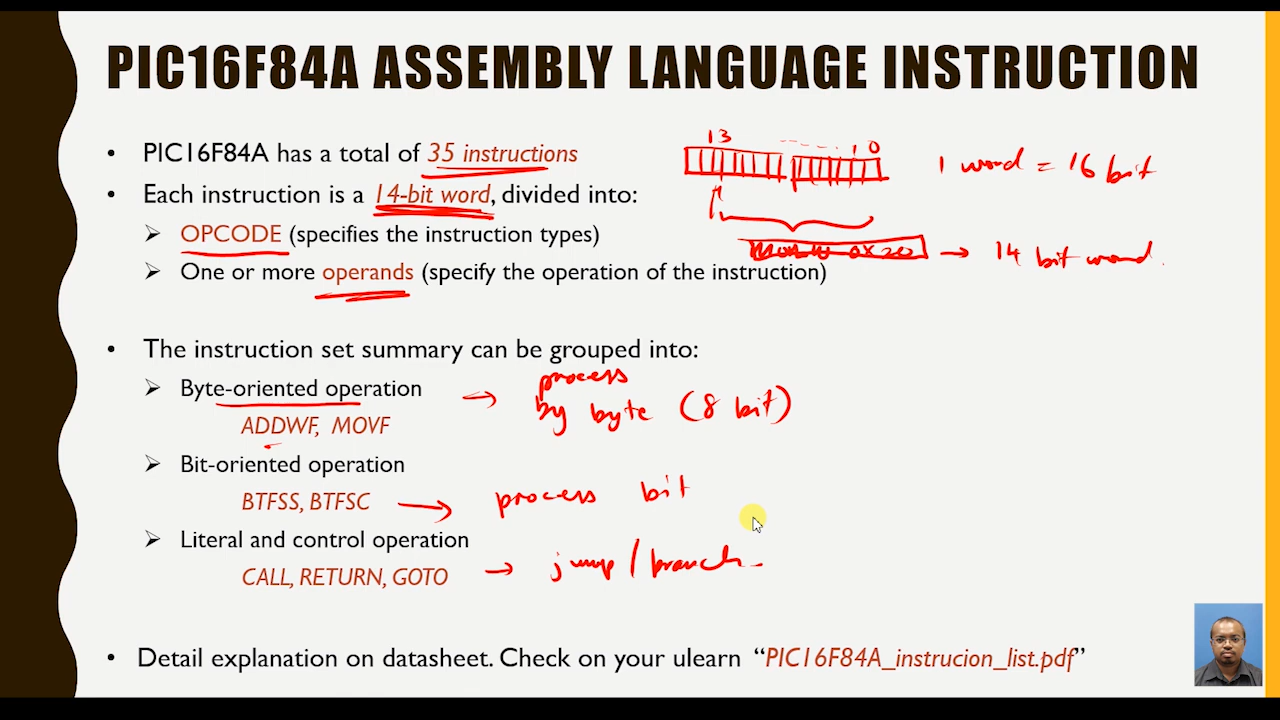 PIC16F84A ASSEMBLY LANGUAGE INSTRUCTION
• PIC16F84A has a total of 35 instructions
13 1 0
1 word = 16 bit
• Each instruction is a 14-bit word, divided into:
➢ OPCODE (specifies the instruction types)
→ 14 bit word.
➢ One or more operands (specify the operation of the instruction)
• The instruction set summary can be grouped into:
➢ Byte-oriented operation
→ process
by byte (8 bit)
ADDWF, MOVF
➢ Bit-oriented operation
BTFSS, BTFSC → process bit
➢ Literal and control operation
CALL, RETURN, GOTO → jump / branch
• Detail explanation on datasheet. Check on your ulearn “PIC16F84A_instrucion_list.pdf”